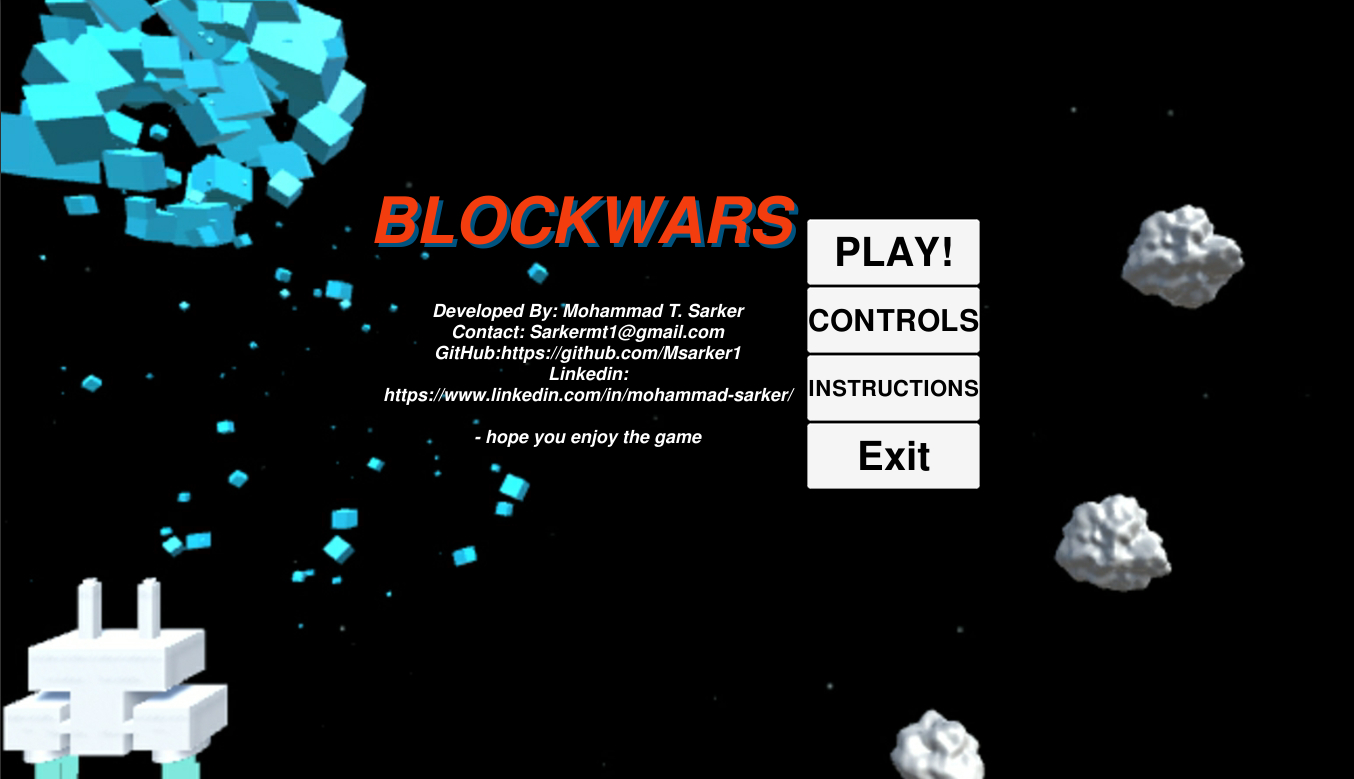 BLOCKWARS
Developed By: Mohammad T. Sarker
Contact: Sarkermt1@gmail.com
GitHub:https://github.com/Msarker1
Linkedin:
https://www.linkedin.com/in/mohammad-sarker/
- hope you enjoy the game
PLAY!
CONTROLS
INSTRUCTIONS
Exit